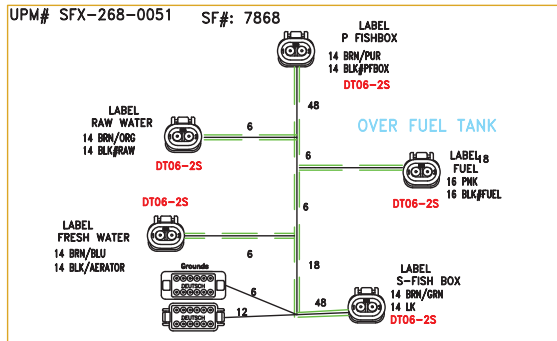 UPM# SFX-268-0051 SF#: 7868
LABEL
P FISHBOX
14 BRN/PUR
14 BLK#PFBOX
DT06-2S
48
LABEL
RAW WATER
14 BRN/ORG
14 BLK#RAW
DT06-2S
6
OVER FUEL TANK
6
LABEL18
FUEL
16 PNK
16 BLK#FUEL
DT06-2S
DT06-2S
6
LABEL
FRESH WATER
14 BRN/BLU
14 BLK/AERATOR
6
Grounds
DEUTSCH
6
18
DEUTSCH
12
48
LABEL
S-FISH BOX
14 BRN/GRN
14 LK
DT06-2S